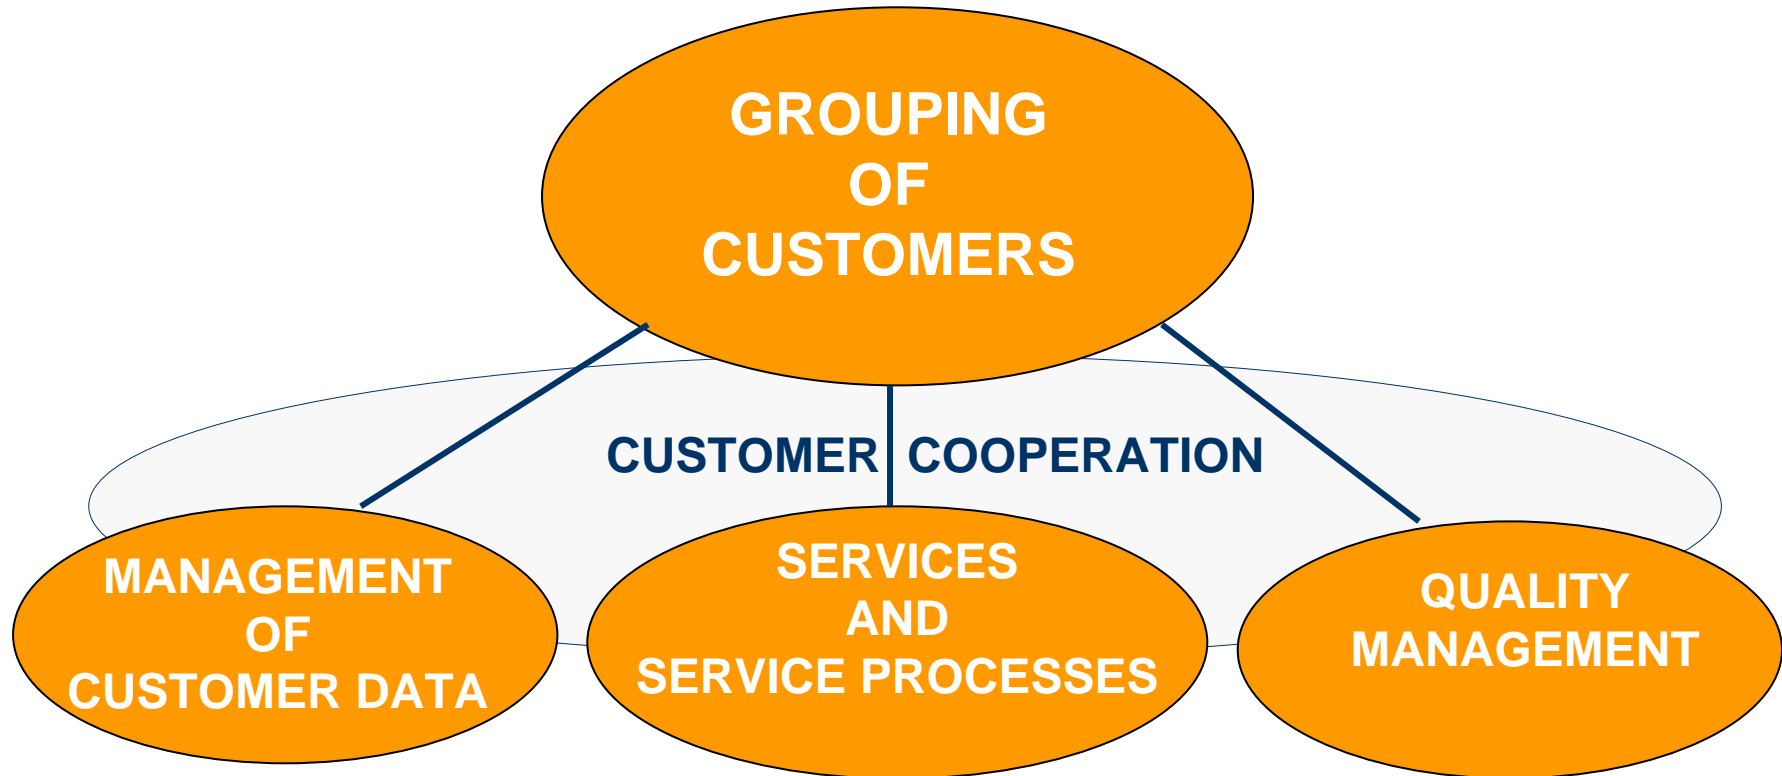 GROUPING
OF
CUSTOMERS
CUSTOMER COOPERATION
MANAGEMENT
OF
CUSTOMER DATA
SERVICES
AND
SERVICE PROCESSES
QUALITY
MANAGEMENT